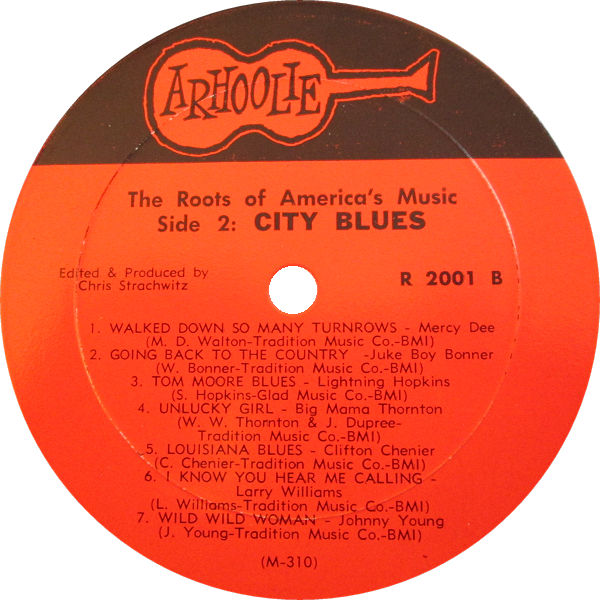 ARHOOLIE
The Roots of America's Music
Side 2: CITY BLUES
Edited & Produced by
Chris Strachwitz
R 2001 B
1. WALKED DOWN SO MANY TURNROWS - Mercy Dee
(M. D. Walton-Tradition Music Co.-BMI)
2. GOING BACK TO THE COUNTRY -Juke Boy Bonner
(W. Bonner-Tradition Music Co.-BMI)
3. TOM MOORE BLUES - Lightning Hopkins
(S. Hopkins-Glad Music Co.-BMI)
4. UNLUCKY GIRL - Big Mama Thornton
(W. W. Thornton & J. Dupree-
Tradition Music Co.-BMI)
5. LOUISIANA BLUES - Clifton Chenier
(C. Chenier-Tradition Music Co.-BMI)
6. I KNOW YOU HEAR ME CALLING -
Larry Williams
(L. Williams-Tradition Music Co.-BMI)
7. WILD WILD WOMAN - Johnny Young
(J. Young-Tradition Music Co.-BMI)
(M-310)